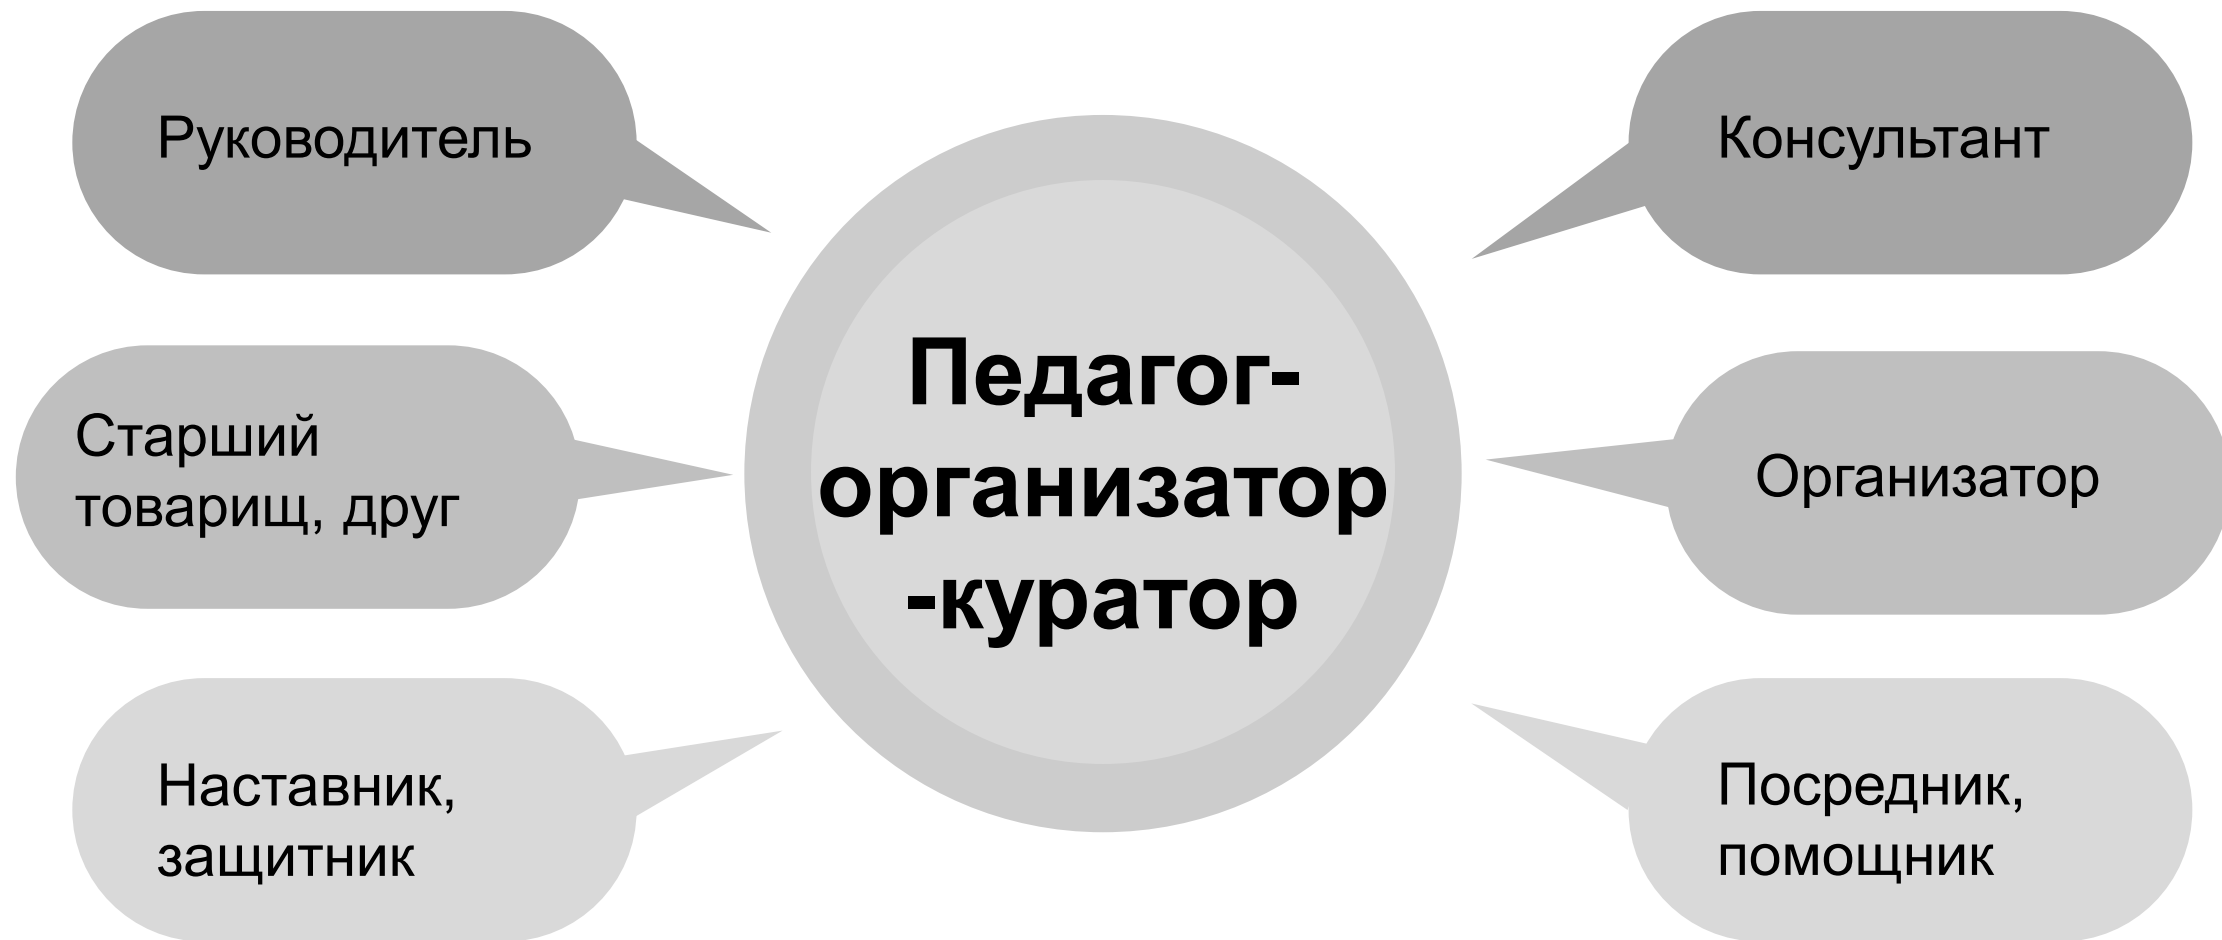 Руководитель
Консультант
Старший
товарищ, друг
Педагог-
организатор
-куратор
Организатор
Наставник,
защитник
Посредник,
помощник